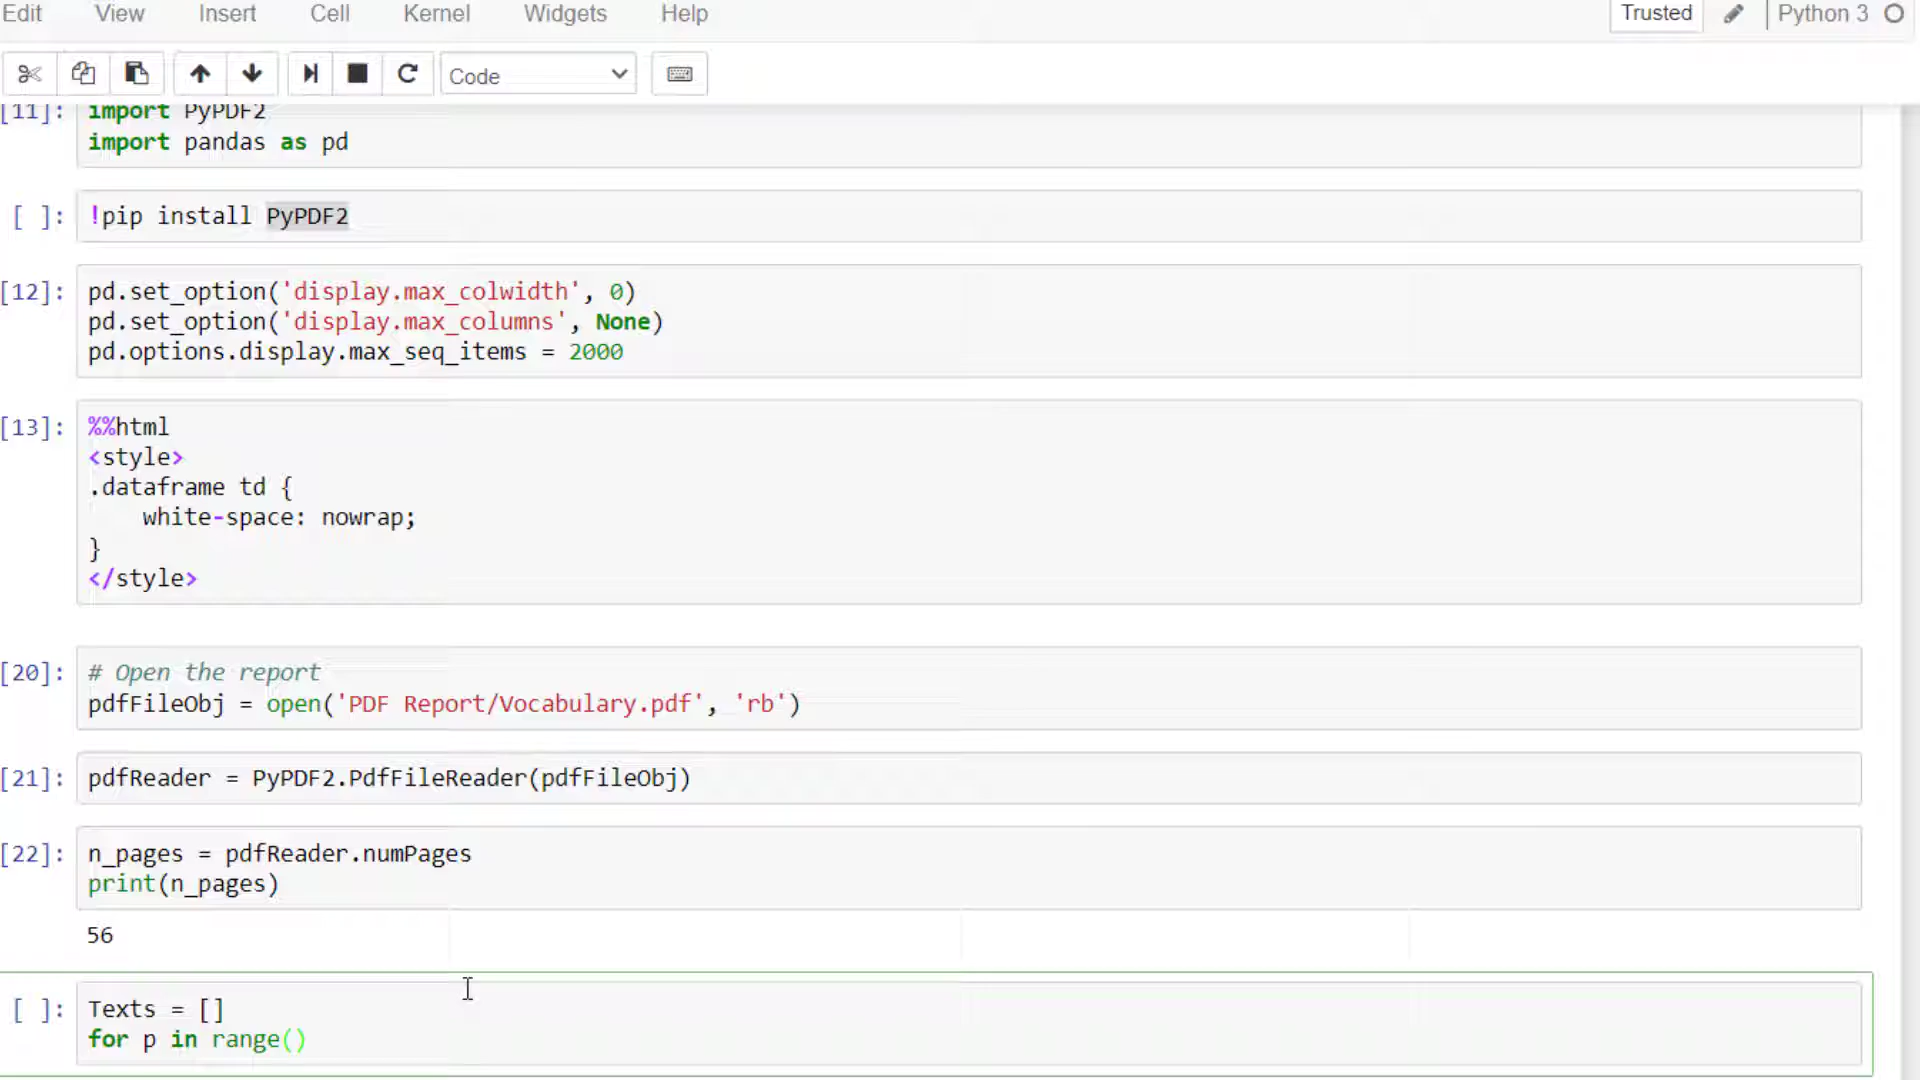 Edit View Insert Cell Kernel Widgets Help Trusted Python 3
Code
[11]: import PyPDF2
import pandas as pd
[ ]: !pip install PyPDF2
[12]: pd.set_option('display.max_colwidth', 0)
pd.set_option('display.max_columns', None)
pd.options.display.max_seq_items = 2000
[13]: %%html
<style>
.dataframe td {
    white-space: nowrap;
}
</style>
[20]: # Open the report
pdfFileObj = open('PDF Report/Vocabulary.pdf', 'rb')
[21]: pdfReader = PyPDF2.PdfFileReader(pdfFileObj)
[22]: n_pages = pdfReader.numPages
print(n_pages)
56
[ ]: Texts = []
for p in range()